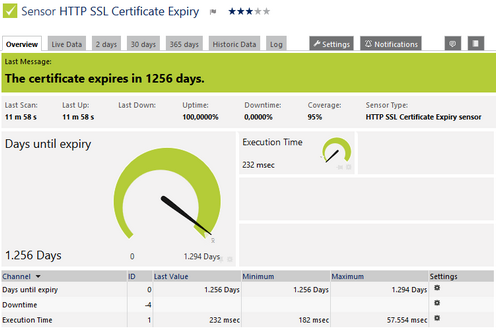 Sensor HTTP SSL Certificate Expiry
Overview Live Data 2 days 30 days 365 days Historic Data Log Settings Notifications
Last Message:
The certificate expires in 1256 days.
Last Scan: Last Up: Last Down: Uptime: Downtime: Coverage: Sensor Type:
11 m 58 s 11 m 58 s 100,0000% 0,0000% 95% HTTP SSL Certificate Expiry sensor
Days until expiry
Execution Time
232 msec
1.256 Days
0 1.294 Days
Channel ID Last Value Minimum Maximum Settings
Days until expiry 0 1.256 Days 1.256 Days 1.294 Days
Downtime -4
Execution Time 1 232 msec 182 msec 57.554 msec